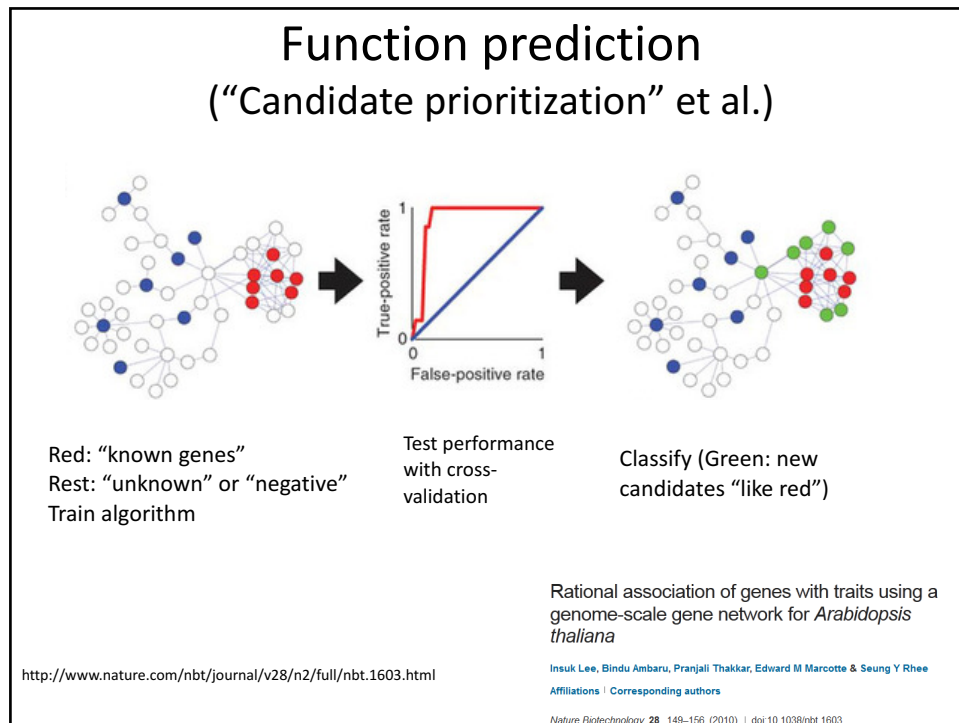 Function prediction
(“Candidate prioritization” et al.)
1
True-positive rate
0
0
1
False-positive rate
Red: “known genes”
Rest: “unknown” or “negative”
Train algorithm
Test performance
with cross-
validation
Classify (Green: new
candidates “like red”)
Rational association of genes with traits using a
genome-scale gene network for Arabidopsis
thaliana
Insuk Lee, Bindu Ambaru, Pranjali Thakkar, Edward M Marcotte & Seung Y Rhee
Affiliations | Corresponding authors
Nature Biotechnology 28, 149–156 (2010) | doi:10.1038/nbt.1603
http://www.nature.com/nbt/journal/v28/n2/full/nbt.1603.html